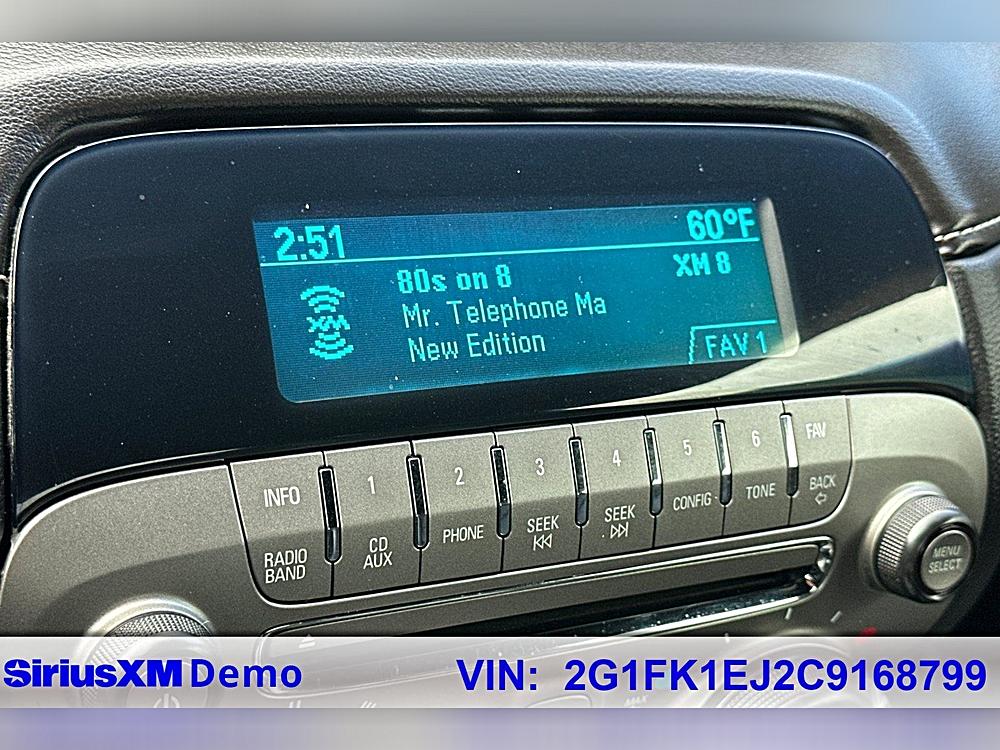 2:51 60°F
80s on 8 XM 8
xm Mr. Telephone Ma
New Edition FAV 1
INFO 1 2 3 4 5 6 FAV
RADIO BAND CD AUX PHONE SEEK SEEK CONFIG TONE BACK
MENU SELECT
SiriusXM Demo VIN: 2G1FK1EJ2C9168799